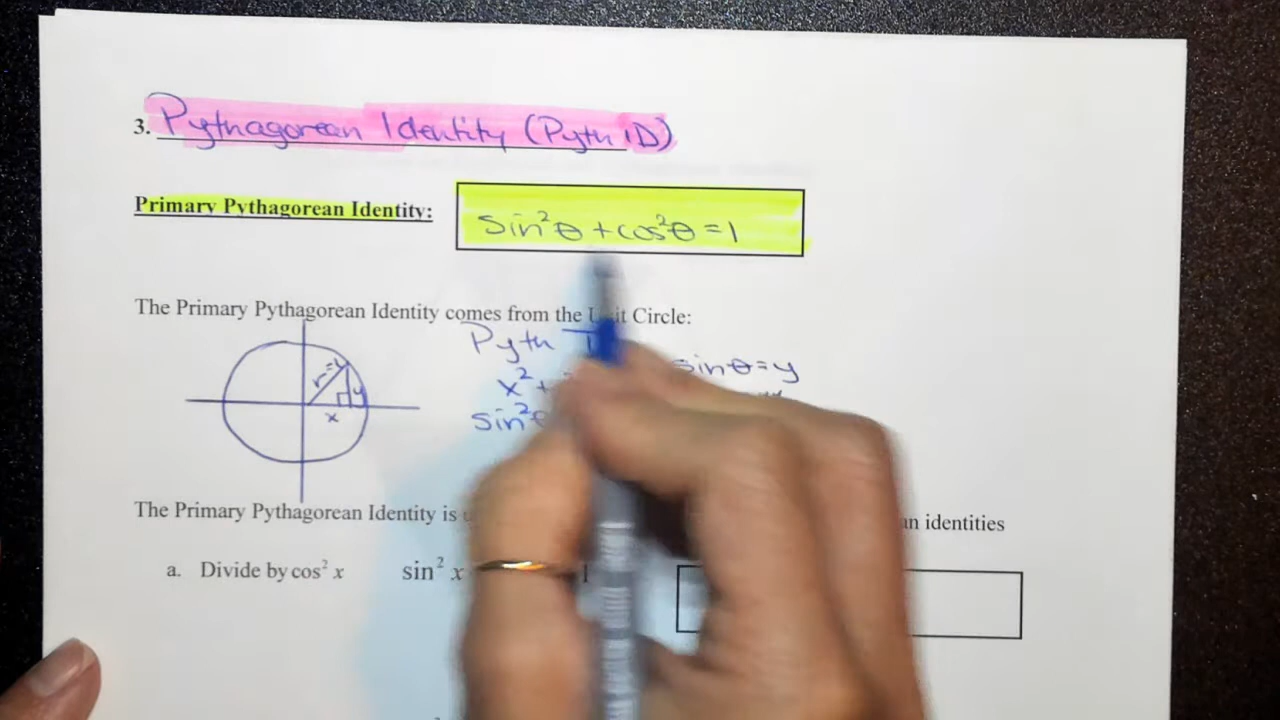 3. Pythagorean Identity (Pyth ID)
Primary Pythagorean Identity:
sin²θ + cos²θ = 1
The Primary Pythagorean Identity comes from the Unit Circle:
Pyth
sinθ = y
x² +
r=1
y
x
sin²θ
The Primary Pythagorean Identity is
identities
a. Divide by cos² x
sin² x
1